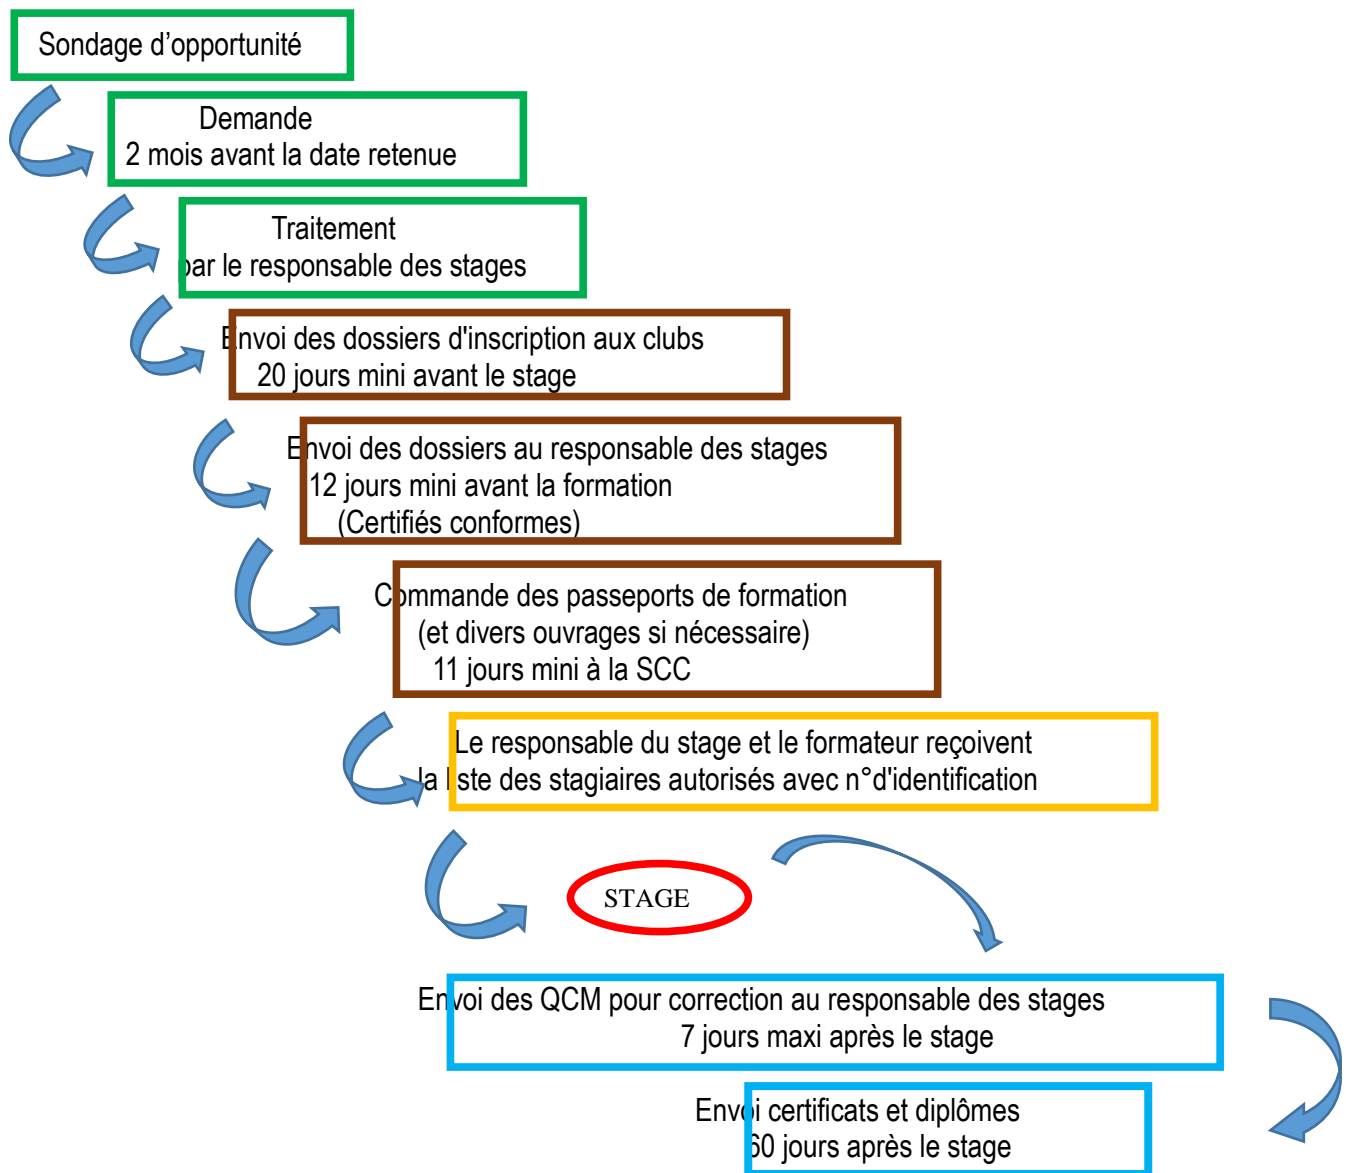 Sondage d’opportunité
Demande
2 mois avant la date retenue
Traitement
par le responsable des stages
Envoi des dossiers d'inscription aux clubs
20 jours mini avant le stage
Envoi des dossiers au responsable des stages
12 jours mini avant la formation
(Certifiés conformes)
Commande des passeports de formation
(et divers ouvrages si nécessaire)
11 jours mini à la SCC
Le responsable du stage et le formateur reçoivent
la liste des stagiaires autorisés avec n°d'identification
STAGE
Envoi des QCM pour correction au responsable des stages
7 jours maxi après le stage
Envoi certificats et diplômes
60 jours après le stage